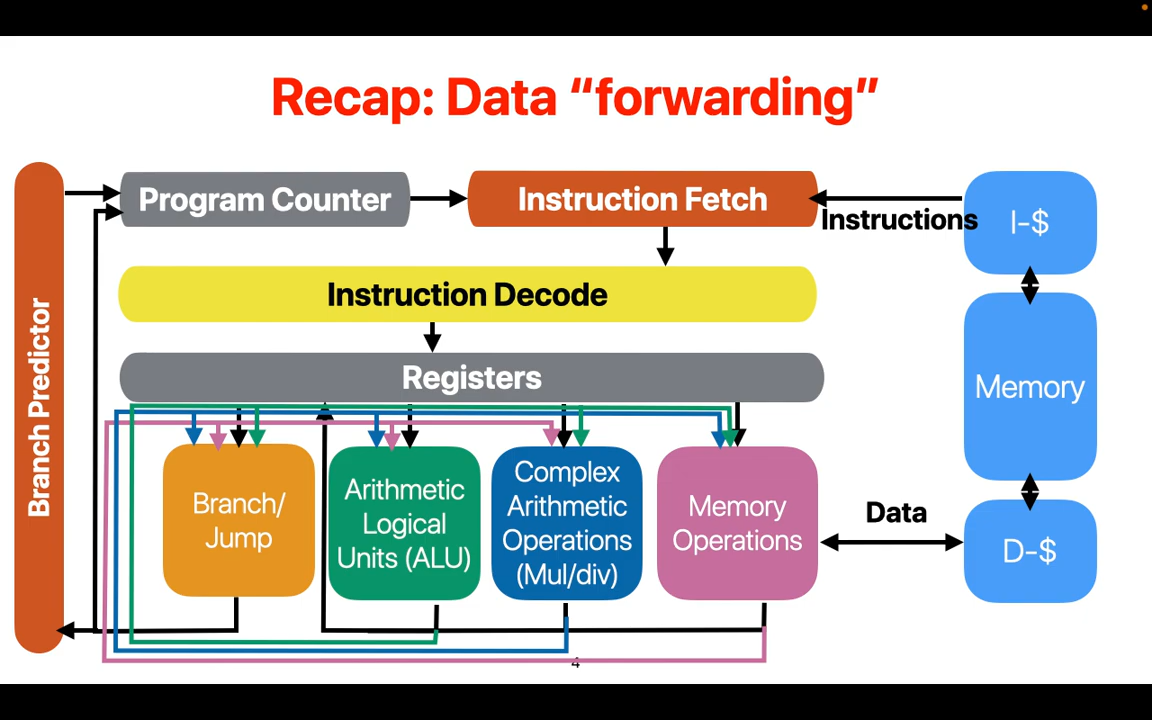 Recap: Data “forwarding”
Branch Predictor
Program Counter
Instruction Fetch
Instructions
I-$
Instruction Decode
Registers
Memory
Branch/
Jump
Arithmetic
Logical
Units (ALU)
Complex
Arithmetic
Operations
(Mul/div)
Memory
Operations
Data
D-$
4